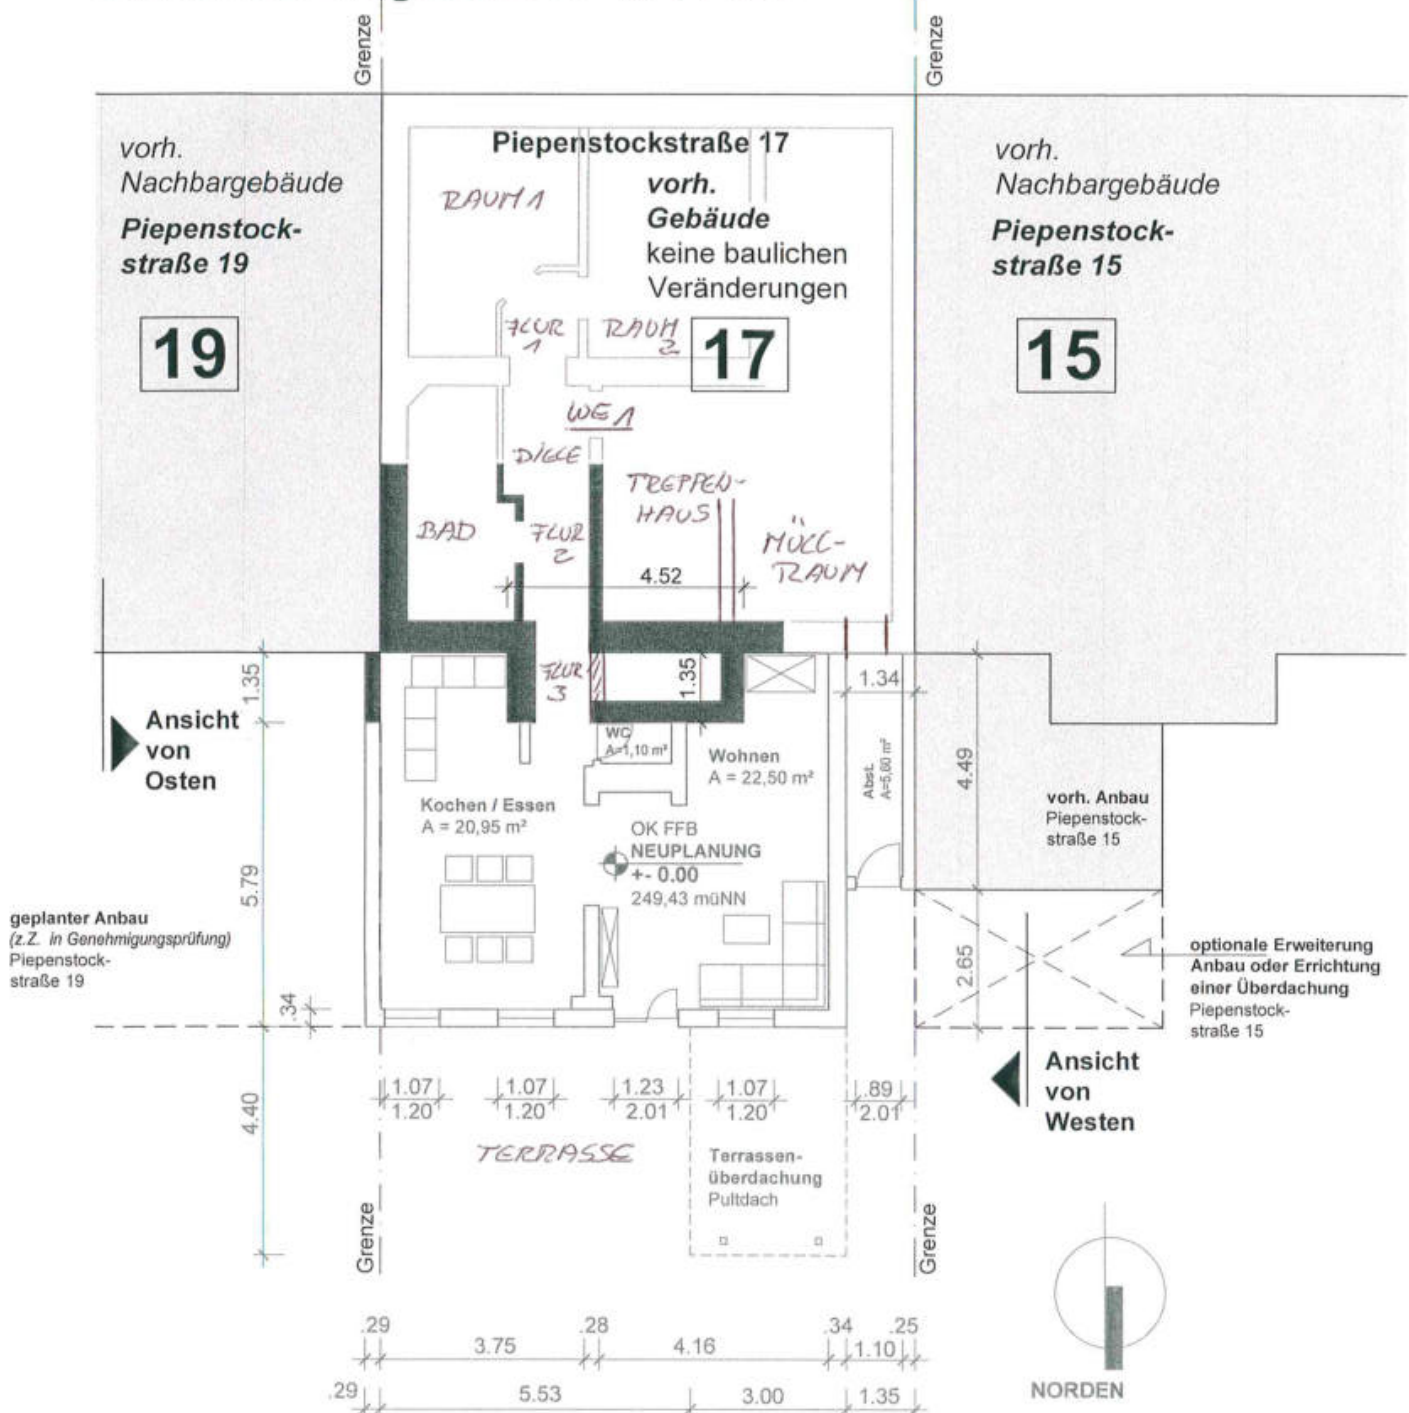 Grenze
Grenze
vorh.
Nachbargebäude
Piepenstock-
straße 19
19
Piepenstockstraße 17
vorh.
Gebäude
keine baulichen
Veränderungen
17
vorh.
Nachbargebäude
Piepenstock-
straße 15
15
RAUM 1
FLUR
1
RAUM
2
WE 1
DIELE
BAD
FLUR
2
TREPPEN-
HAUS
MÜLL-
RAUM
4.52
FLUR
3
1.35
1.35
1.34
Ansicht
von
Osten
WC
A=1,10 m²
Wohnen
A = 22,50 m²
Abst.
A=5,60 m²
4.49
vorh. Anbau
Piepenstock-
straße 15
Kochen / Essen
A = 20,95 m²
OK FFB
NEUPLANUNG
+- 0.00
249,43 müNN
5.79
geplanter Anbau
(z.Z. in Genehmigungsprüfung)
Piepenstock-
straße 19
.34
2.65
optionale Erweiterung
Anbau oder Errichtung
einer Überdachung
Piepenstock-
straße 15
Ansicht
von
Westen
4.40
1.07
1.20
1.07
1.20
1.23
2.01
1.07
1.20
.89
2.01
TERRASSE
Terrassen-
überdachung
Pultdach
Grenze
Grenze
.29
3.75
.28
4.16
.34
1.10
.25
.29
5.53
3.00
1.35
NORDEN